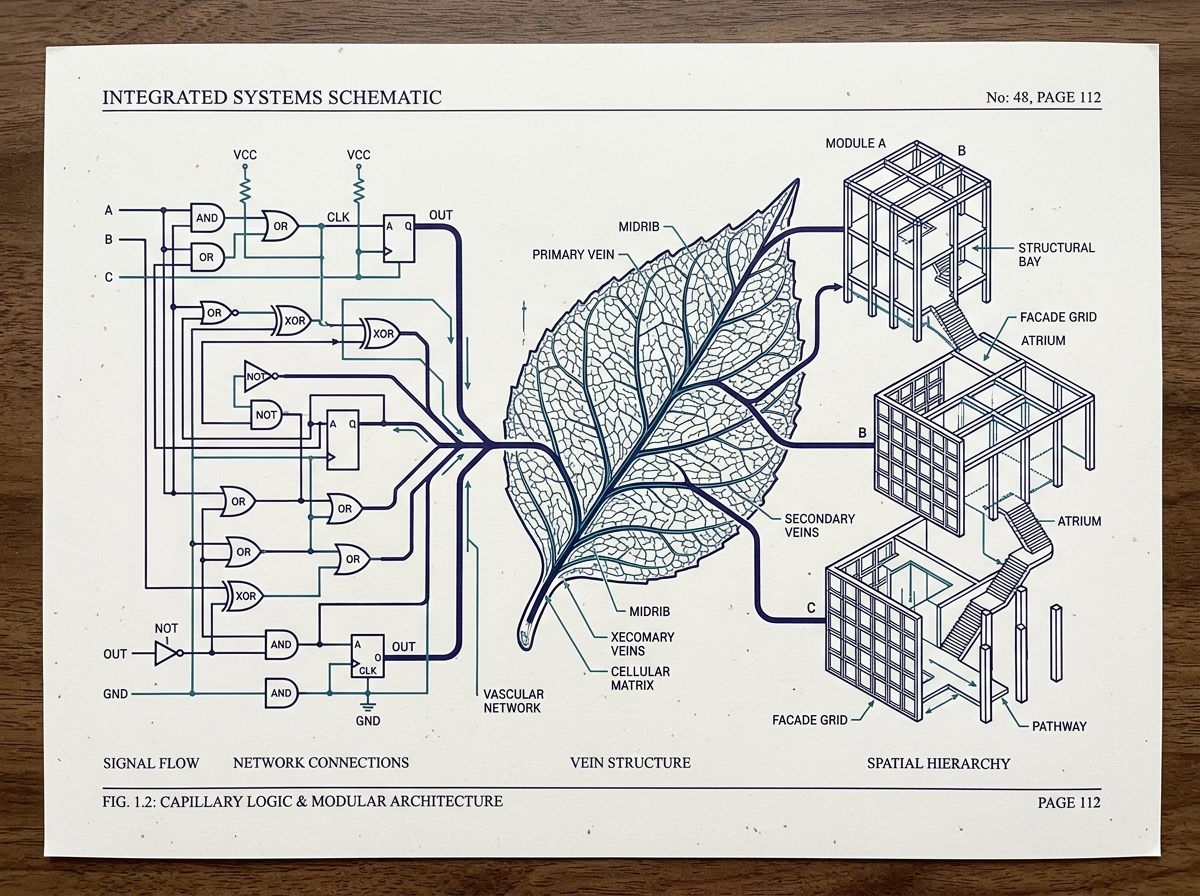 INTEGRATED SYSTEMS SCHEMATIC
No: 48, PAGE 112
VCC
VCC
A
AND
OR
CLK
A Q
OUT
B
OR
C
OR
XOR
XOR
NOT
NOT
A Q
OR
OR
OR
OR
XOR
NOT
OUT
AND
A
O
CLK
OUT
GND
AND
GND
VASCULAR
NETWORK
MIDRIB
PRIMARY VEIN
SECONDARY
VEINS
MIDRIB
XECOMARY
VEINS
CELLULAR
MATRIX
MODULE A
B
STRUCTURAL
BAY
FACADE GRID
ATRIUM
B
ATRIUM
C
FACADE GRID
PATHWAY
SIGNAL FLOW
NETWORK CONNECTIONS
VEIN STRUCTURE
SPATIAL HIERARCHY
FIG. 1.2: CAPILLARY LOGIC & MODULAR ARCHITECTURE
PAGE 112